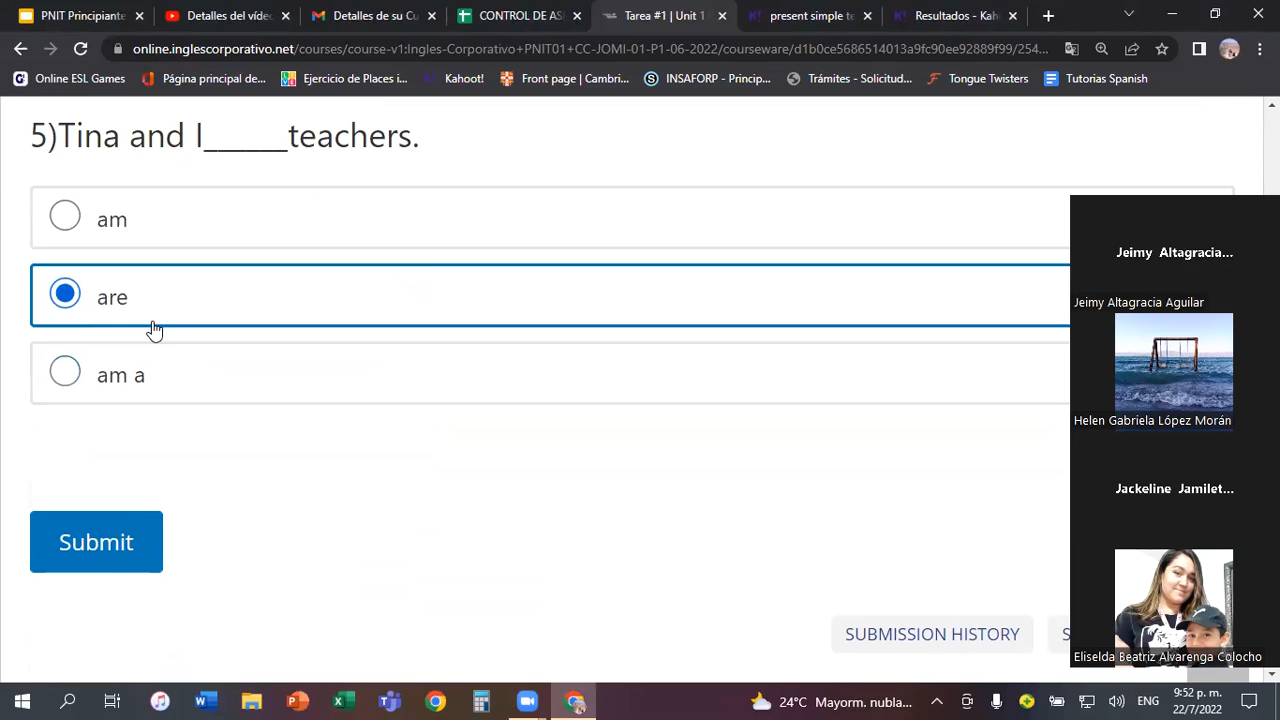 PNIT Principiante
Detalles del víde
Detalles de su Cu
CONTROL DE ASI
Tarea #1 | Unit 1
present simple te
Resultados - Kah
online.inglescorporativo.net/courses/course-v1:Ingles-Corporativo+PNIT01+CC-JOMI-01-P1-06-2022/courseware/d1b0ce5686514013a9fc90ee92889f99/254...
Online ESL Games
Página principal de...
Ejercicio de Places i...
Kahoot!
Front page | Cambri...
INSAFORP - Princip...
Trámites - Solicitud...
Tongue Twisters
Tutorias Spanish
5)Tina and I______teachers.
am
are
am a
Submit
SUBMISSION HISTORY
S
Jeimy Altagracia...
Jeimy Altagracia Aguilar
Helen Gabriela López Morán
Jackeline Jamilet...
Eliselda Beatriz Alvarenga Colocho
24°C Mayorm. nubla...
ENG
9:52 p. m.
22/7/2022